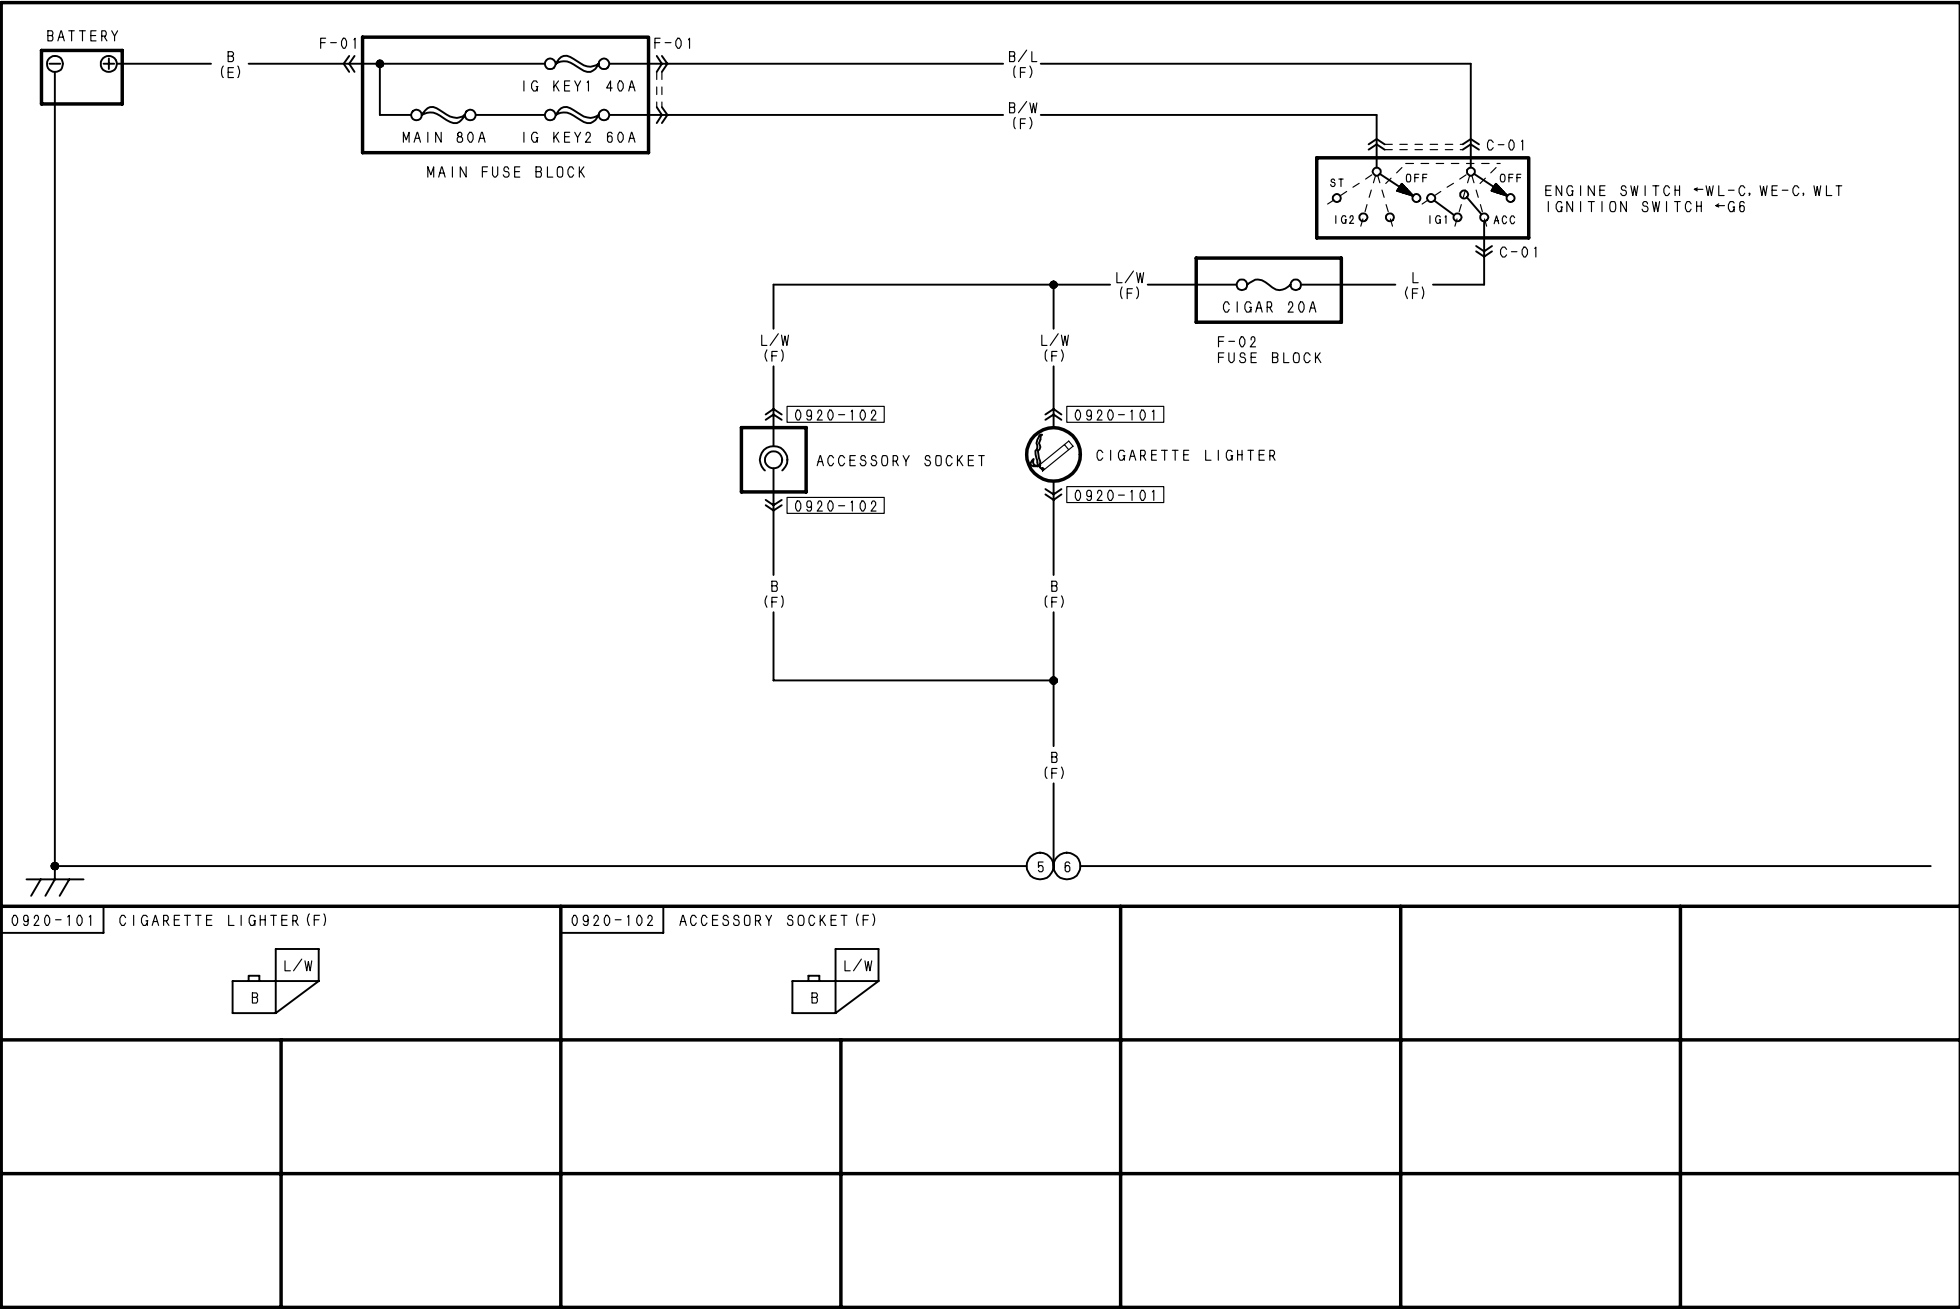 BATTERY
B
(E)
F-01
F-01
IG KEY1 40A
MAIN 80A
IG KEY2 60A
MAIN FUSE BLOCK
B/L
(F)
B/W
(F)
C-01
ST
OFF
OFF
IG2
IG1
ACC
ENGINE SWITCH ←WL-C, WE-C, WLT
IGNITION SWITCH ←G6
C-01
L/W
(F)
CIGAR 20A
L
(F)
F-02
FUSE BLOCK
L/W
(F)
L/W
(F)
0920-102
0920-101
ACCESSORY SOCKET
CIGARETTE LIGHTER
0920-102
0920-101
B
(F)
B
(F)
B
(F)
5
6
0920-101 CIGARETTE LIGHTER(F)
L/W
B
0920-102 ACCESSORY SOCKET(F)
L/W
B